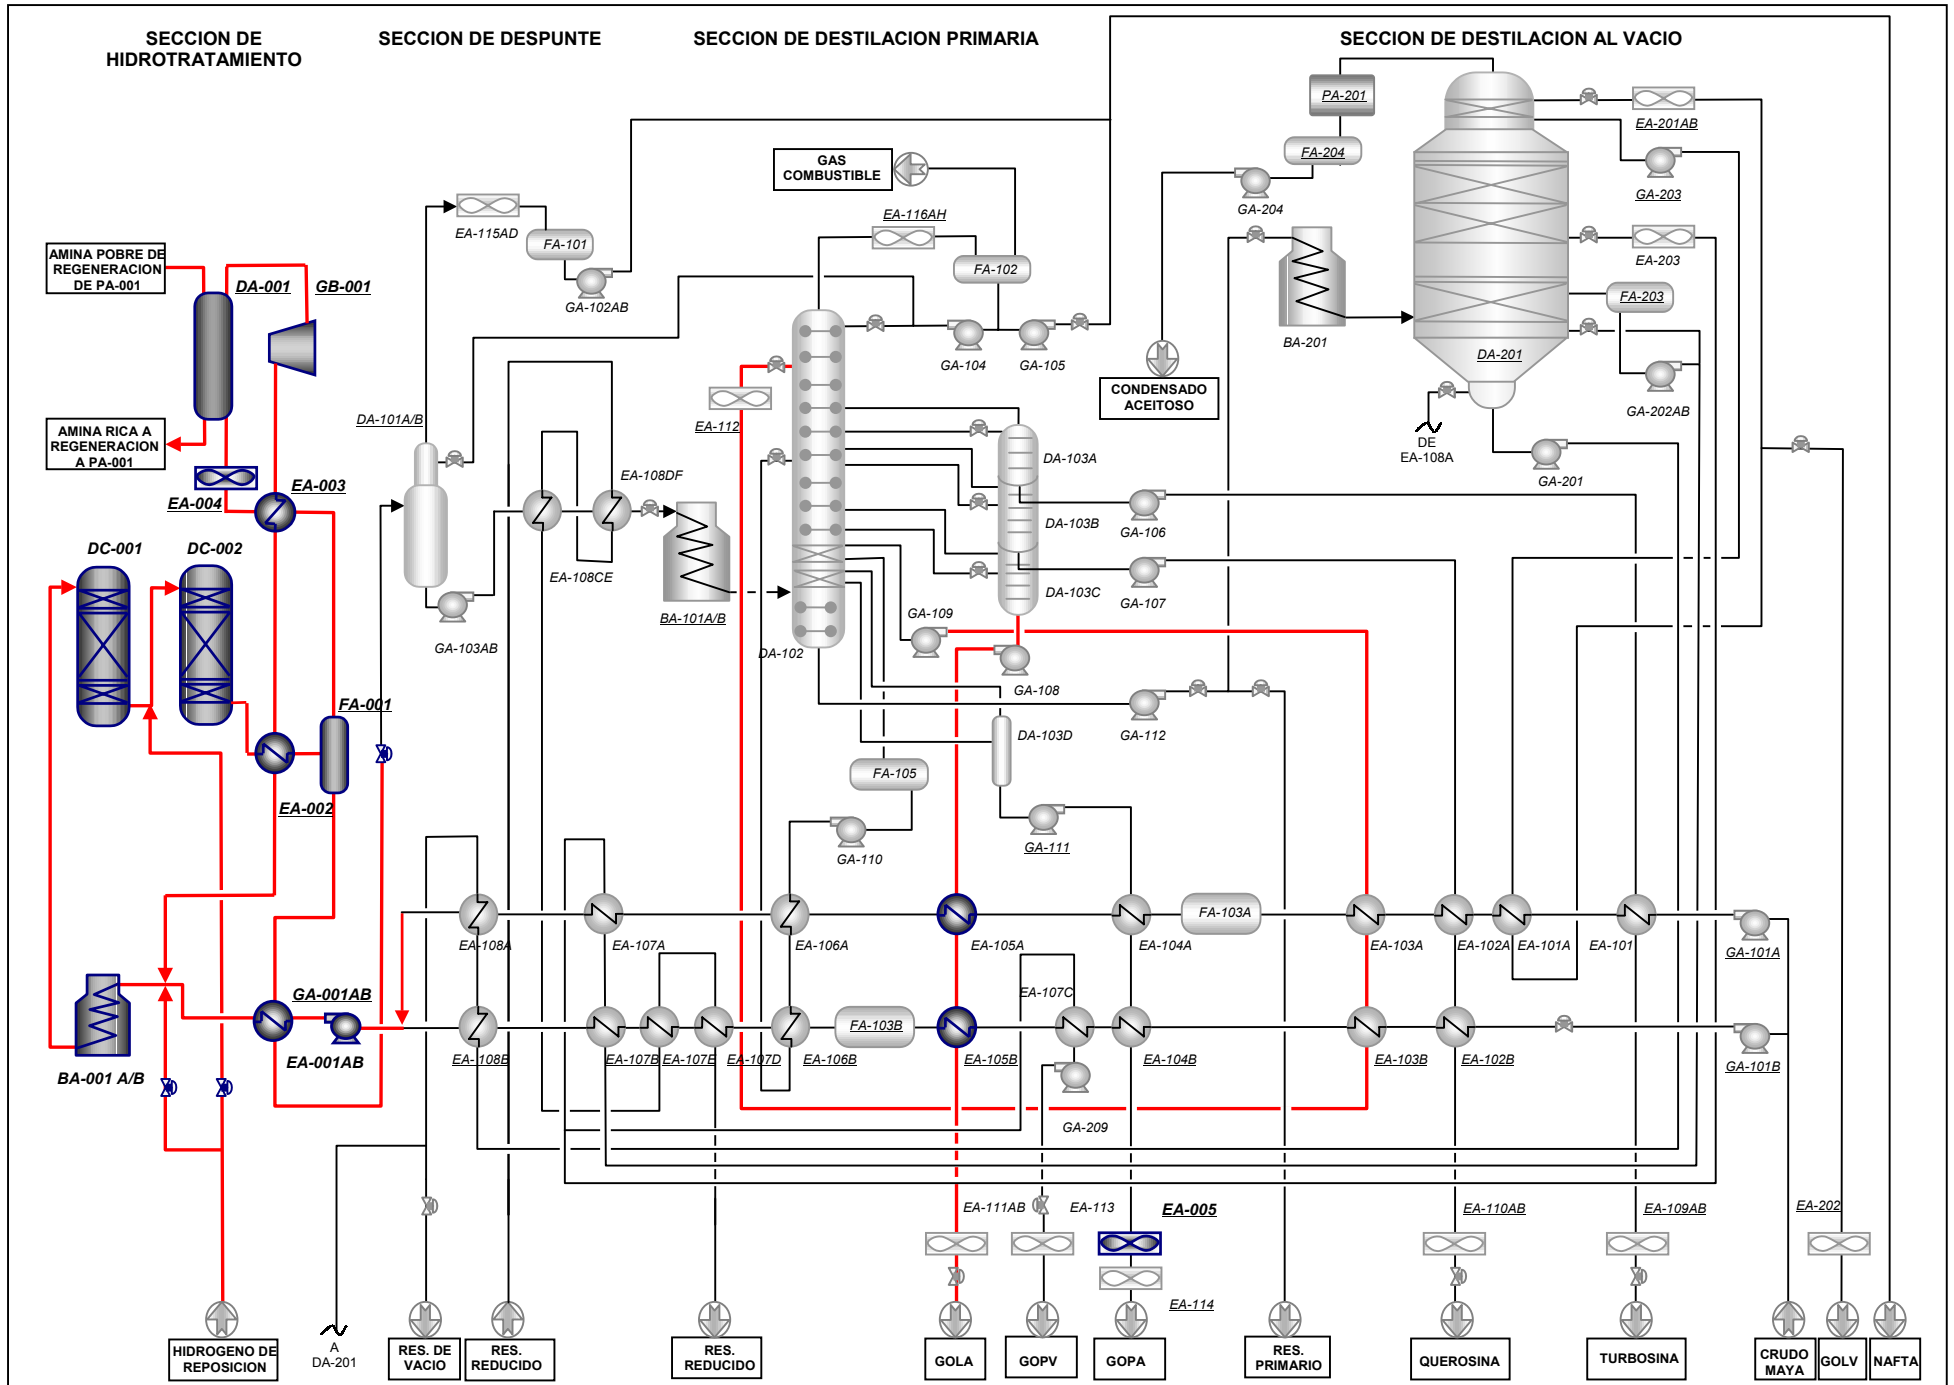 SECCION DE
HIDROTRATAMIENTO
SECCION DE DESPUNTE
SECCION DE DESTILACION PRIMARIA
SECCION DE DESTILACION AL VACIO
PA-201
EA-201AB
FA-204
GA-203
GA-204
GAS
COMBUSTIBLE
EA-116AH
EA-115AD
FA-101
GA-102AB
FA-102
EA-203
FA-203
AMINA POBRE DE
REGENERACION
DE PA-001
DA-001
GB-001
BA-201
DA-201
GA-104
GA-105
CONDENSADO
ACEITOSO
GA-202AB
DA-101A/B
EA-112
AMINA RICA A
REGENERACION
A PA-001
DE
EA-108A
GA-201
DA-103A
EA-108DF
EA-003
EA-004
DA-103B
GA-106
DC-001
DC-002
EA-108CE
DA-103C
GA-107
BA-101A/B
GA-109
GA-103AB
DA-102
GA-108
FA-001
DA-103D
GA-112
FA-105
EA-002
GA-110
GA-111
FA-103A
EA-108A
EA-107A
EA-106A
EA-105A
EA-104A
EA-103A
EA-102A
EA-101A
EA-101
GA-101A
GA-001AB
EA-107C
FA-103B
EA-001AB
BA-001 A/B
EA-108B
EA-107B
EA-107E
EA-107D
EA-106B
EA-105B
EA-104B
EA-103B
EA-102B
GA-101B
GA-209
EA-111AB
EA-113
EA-005
EA-110AB
EA-109AB
EA-202
EA-114
A
DA-201
HIDROGENO DE
REPOSICION
RES. DE
VACIO
RES.
REDUCIDO
RES.
REDUCIDO
GOLA
GOPV
GOPA
RES.
PRIMARIO
QUEROSINA
TURBOSINA
CRUDO
MAYA
GOLV
NAFTA